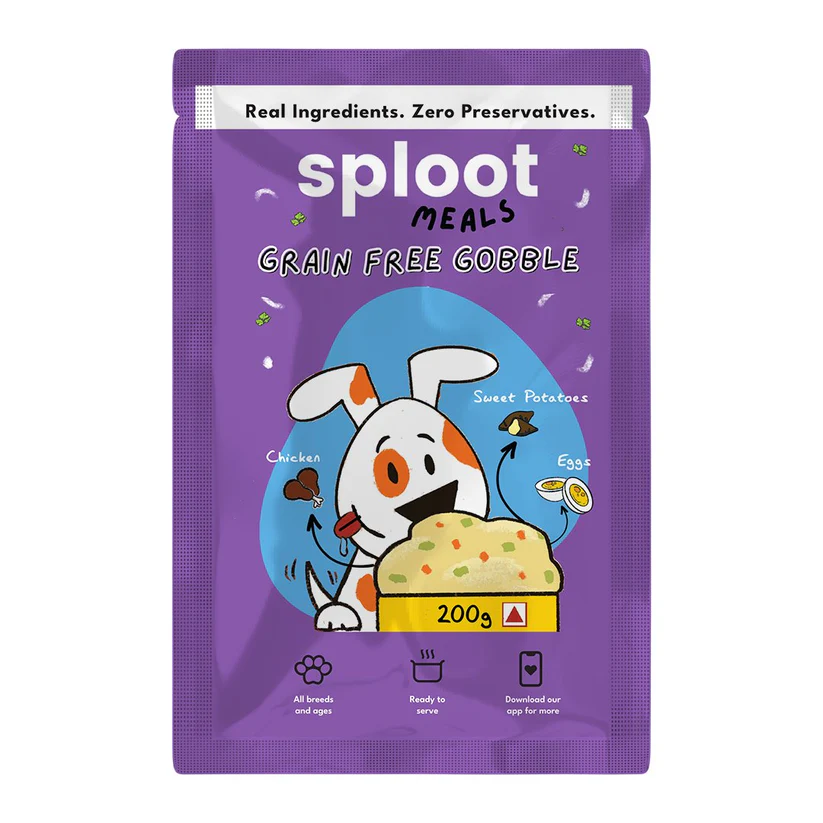 Real Ingredients. Zero Preservatives.
sploot
MEALS
GRAIN FREE GOBBLE
Sweet Potatoes
Chicken
Eggs
200g
All breeds
and ages
Ready to
serve
Download our
app for more